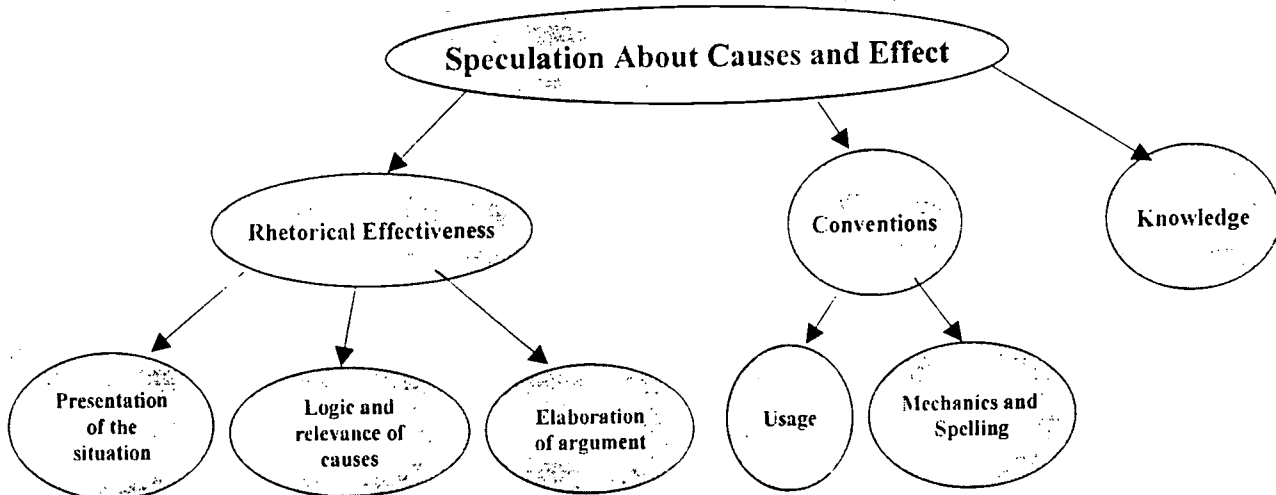 Speculation About Causes and Effect
Rhetorical Effectiveness
Conventions
Knowledge
Presentation
of the
situation
Logic and
relevance of
causes
Elaboration
of argument
Usage
Mechanics and
Spelling